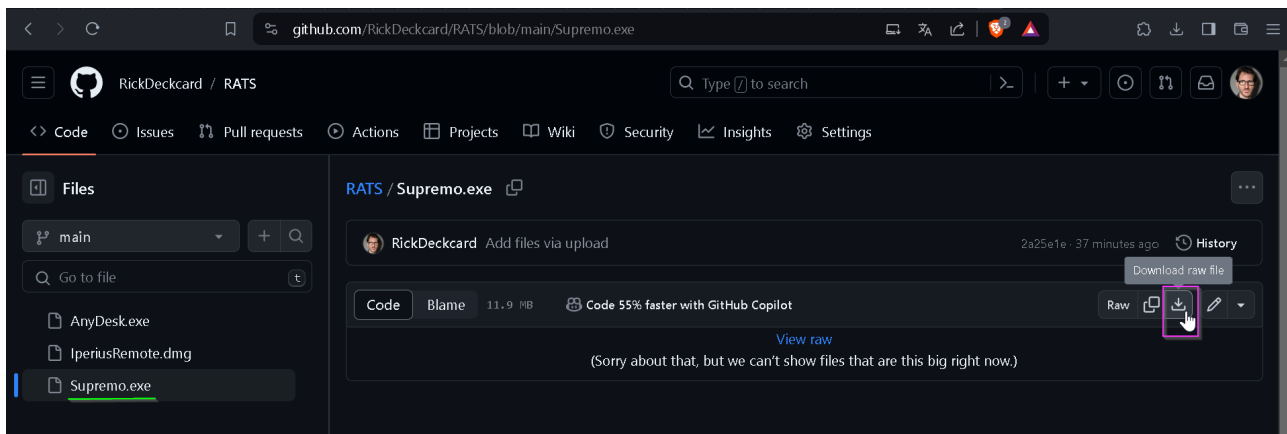 github.com/RickDeckcard/RATS/blob/main/Supremo.exe
RickDeckcard / RATS
Type / to search
Code Issues Pull requests Actions Projects Wiki Security Insights Settings
Files
RATS / Supremo.exe
main
RickDeckcard Add files via upload 2a25e1e · 37 minutes ago History
Go to file t
Download raw file
Code Blame 11.9 MB Code 55% faster with GitHub Copilot Raw
AnyDesk.exe
View raw
IperiusRemote.dmg
(Sorry about that, but we can't show files that are this big right now.)
Supremo.exe